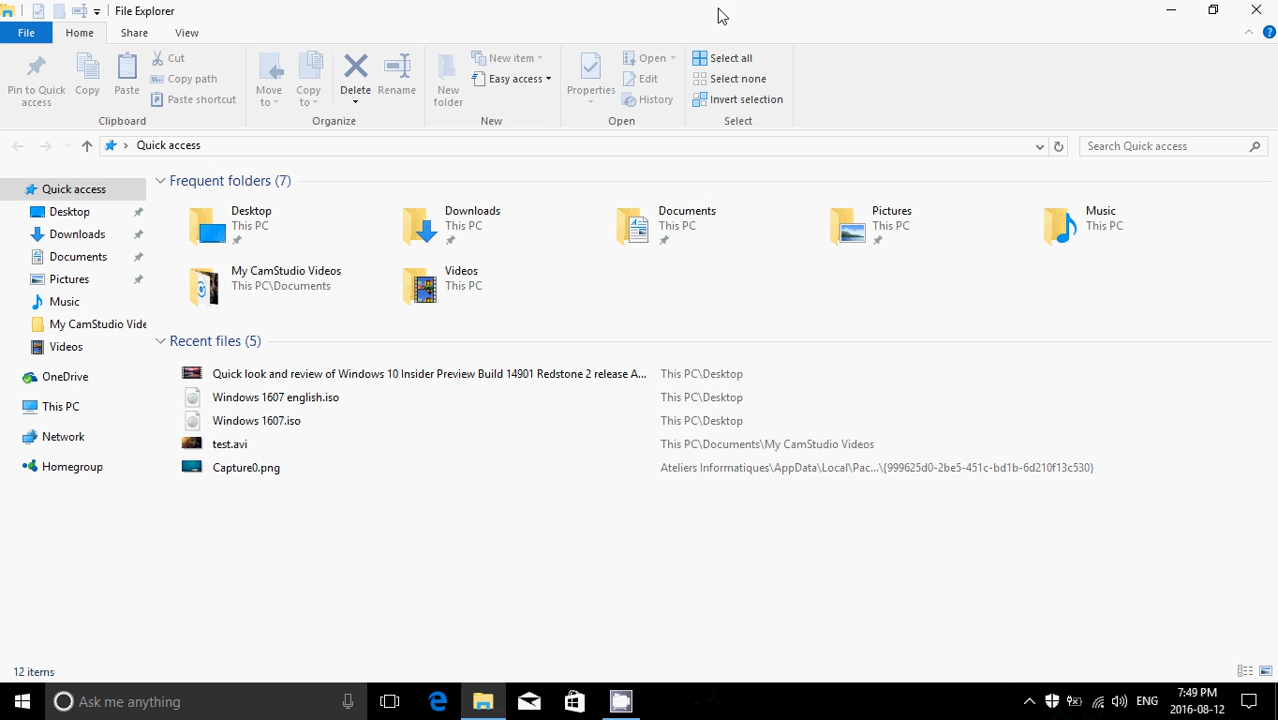 File Explorer
File Home Share View
Pin to Quick access
Copy
Paste
Cut
Copy path
Paste shortcut
Clipboard
Move to
Copy to
Delete
Rename
Organize
New folder
New item
Easy access
New
Properties
Open
Edit
History
Open
Select all
Select none
Invert selection
Select
Quick access
Search Quick access
Quick access
Desktop
Downloads
Documents
Pictures
Music
My CamStudio Vide
Videos
OneDrive
This PC
Network
Homegroup
Frequent folders (7)
Desktop
This PC
Downloads
This PC
Documents
This PC
Pictures
This PC
Music
This PC
My CamStudio Videos
This PC\Documents
Videos
This PC
Recent files (5)
Quick look and review of Windows 10 Insider Preview Build 14901 Redstone 2 release A... This PC\Desktop
Windows 1607 english.iso This PC\Desktop
Windows 1607.iso This PC\Desktop
test.avi This PC\Documents\My CamStudio Videos
Capture0.png Ateliers Informatiques\AppData\Local\Pac...\{999625d0-2be5-451c-bd1b-6d210f13c530}
12 items
Ask me anything
ENG
7:49 PM
2016-08-12